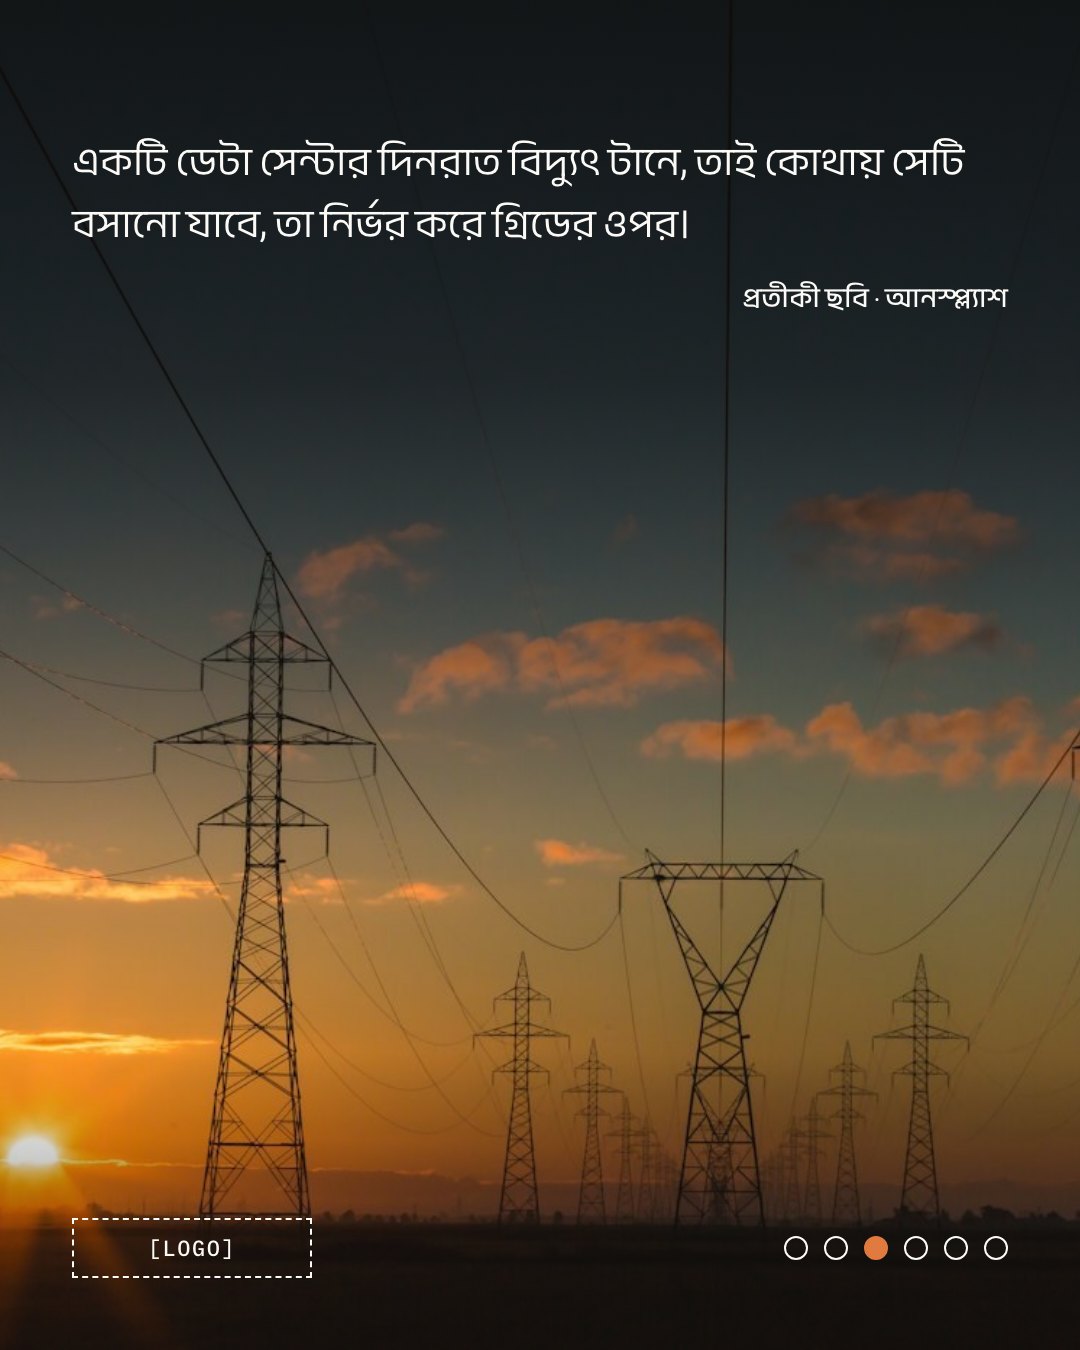 একটি ডেটা সেন্টার দিনরাত বিদ্যুৎ টানে, তাই কোথায় সেটি
বসানো যাবে, তা নির্ভর করে গ্রিডের ওপর।
প্রতীকী ছবি · আনস্প্ল্যাশ
[LOGO]